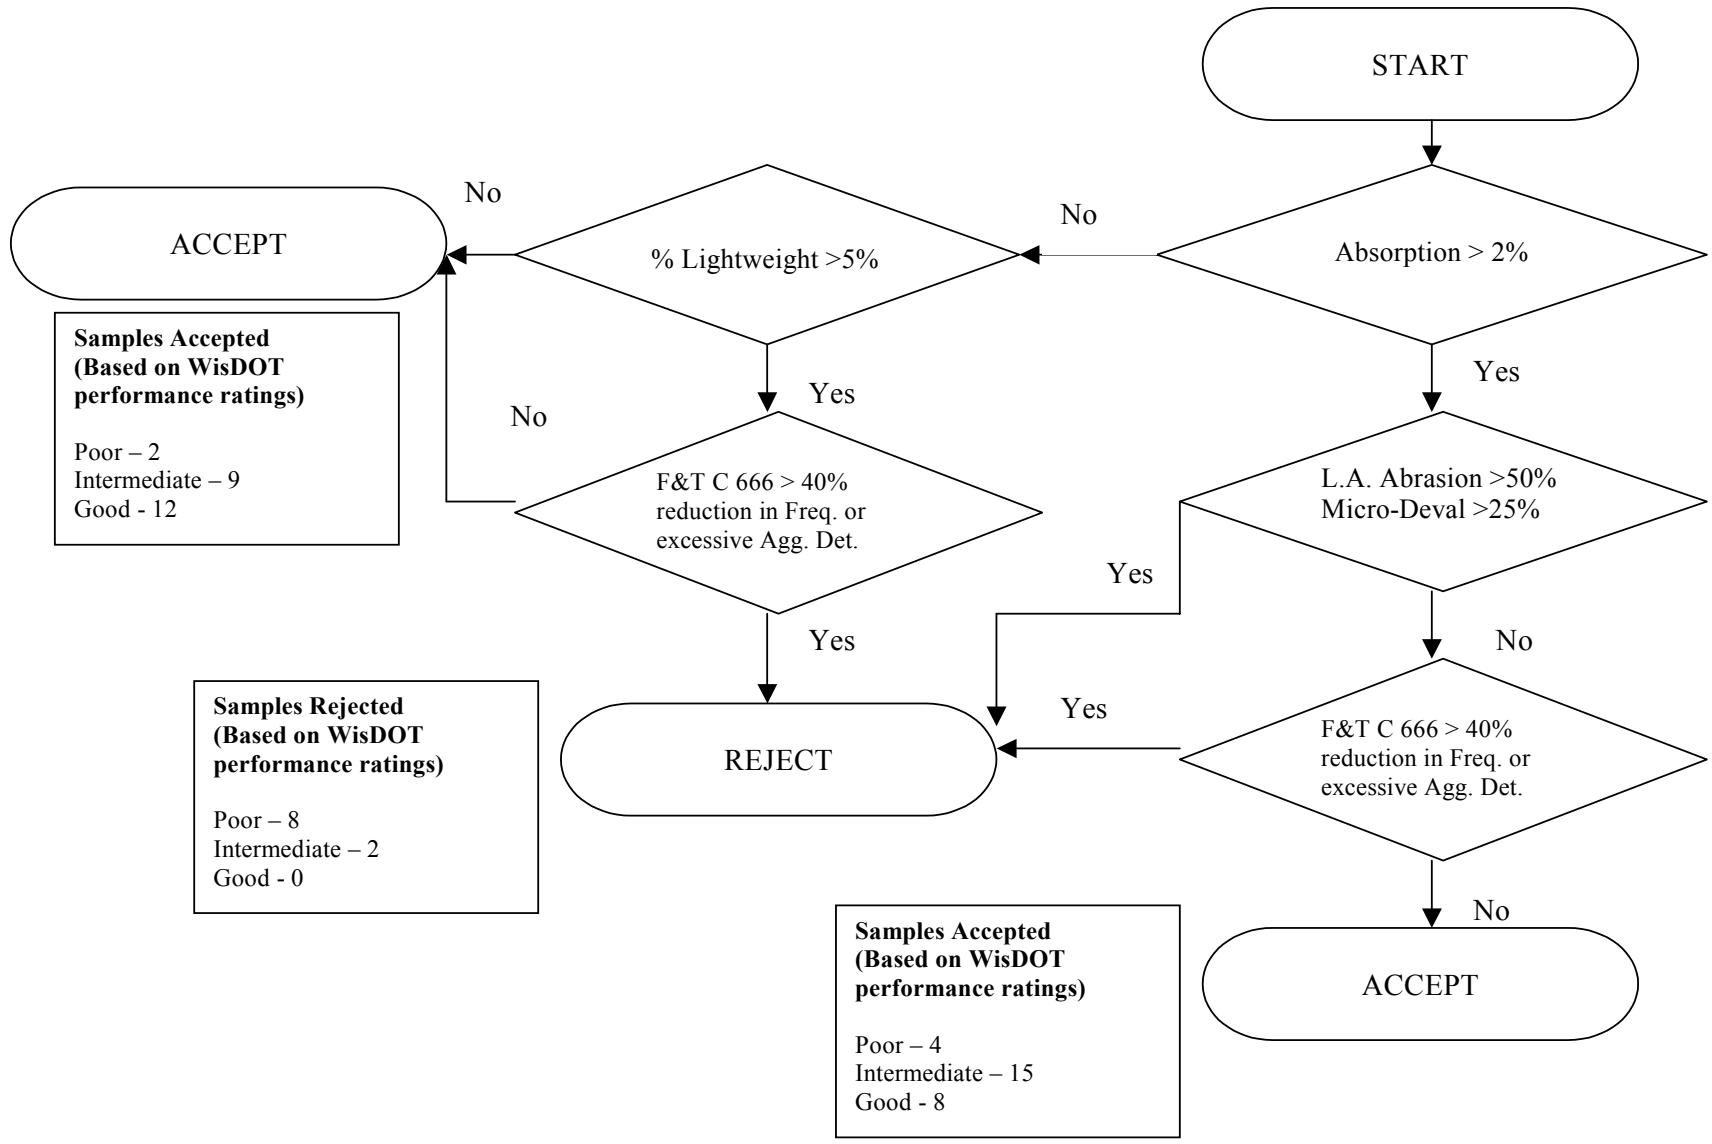 START
Absorption > 2%
No
% Lightweight >5%
No
ACCEPT
Samples Accepted
(Based on WisDOT
performance ratings)
Poor – 2
Intermediate – 9
Good - 12
Yes
No
F&T C 666 > 40%
reduction in Freq. or
excessive Agg. Det.
Yes
Yes
L.A. Abrasion >50%
Micro-Deval >25%
Yes
No
Samples Rejected
(Based on WisDOT
performance ratings)
Poor – 8
Intermediate – 2
Good - 0
REJECT
Yes
F&T C 666 > 40%
reduction in Freq. or
excessive Agg. Det.
No
Samples Accepted
(Based on WisDOT
performance ratings)
Poor – 4
Intermediate – 15
Good - 8
ACCEPT